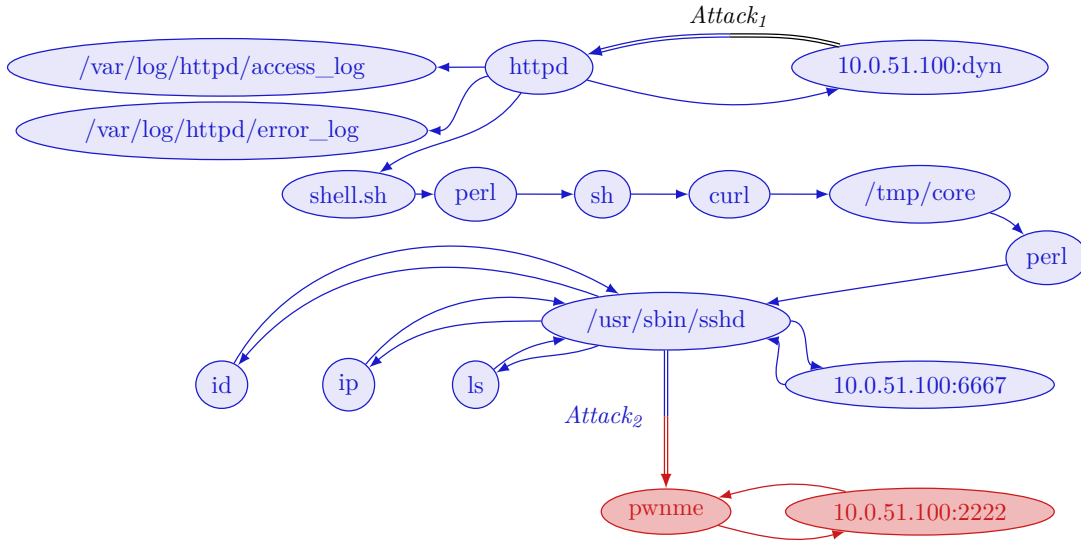 Attack1
/var/log/httpd/access_log
httpd
10.0.51.100:dyn
/var/log/httpd/error_log
shell.sh
perl
sh
curl
/tmp/core
perl
/usr/sbin/sshd
id
ip
ls
10.0.51.100:6667
Attack2
pwnme
10.0.51.100:2222